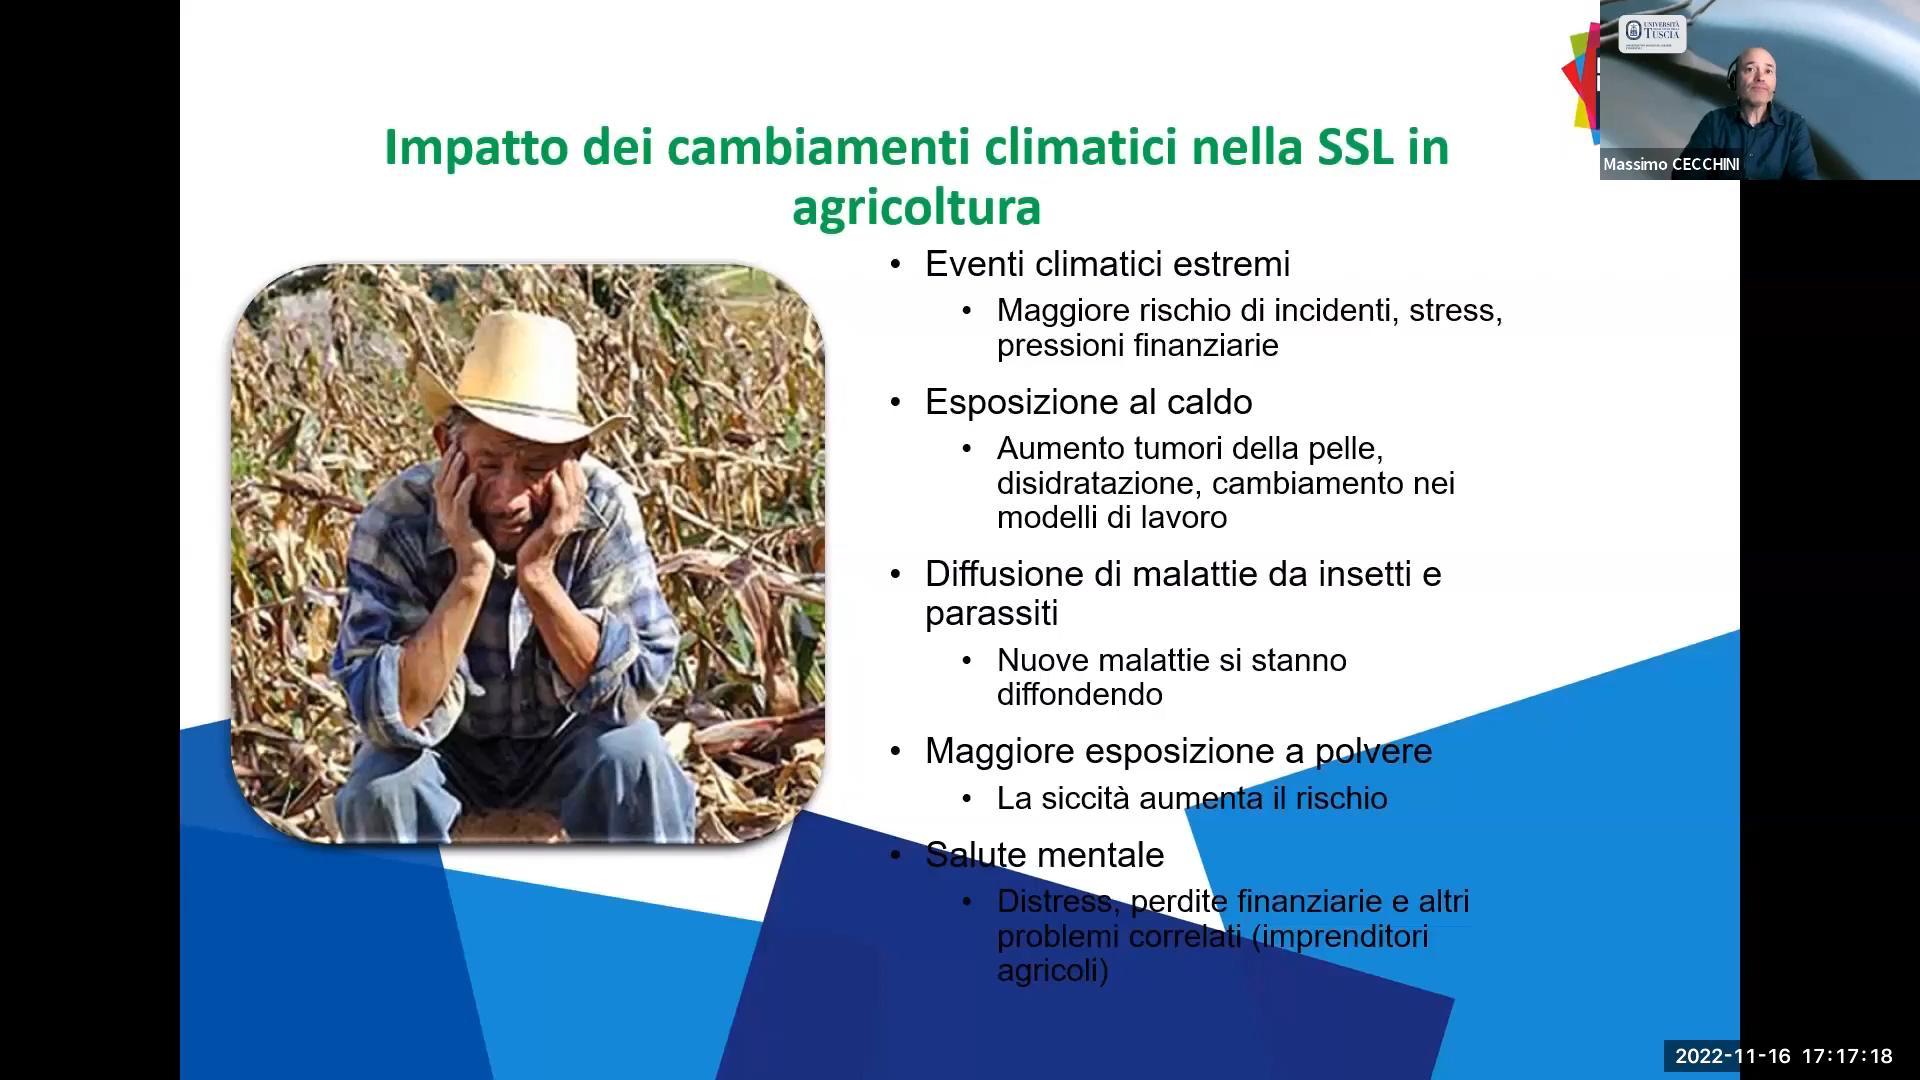 Impatto dei cambiamenti climatici nella SSL in
agricoltura
• Eventi climatici estremi
• Maggiore rischio di incidenti, stress,
pressioni finanziarie
• Esposizione al caldo
• Aumento tumori della pelle,
disidratazione, cambiamento nei
modelli di lavoro
• Diffusione di malattie da insetti e
parassiti
• Nuove malattie si stanno
diffondendo
• Maggiore esposizione a polvere
• La siccità aumenta il rischio
• Salute mentale
• Distress, perdite finanziarie e altri
problemi correlati (imprenditori
agricoli)
UNIVERSITÀ
TUSCIA
Massimo CECCHINI
2022-11-16 17:17:18